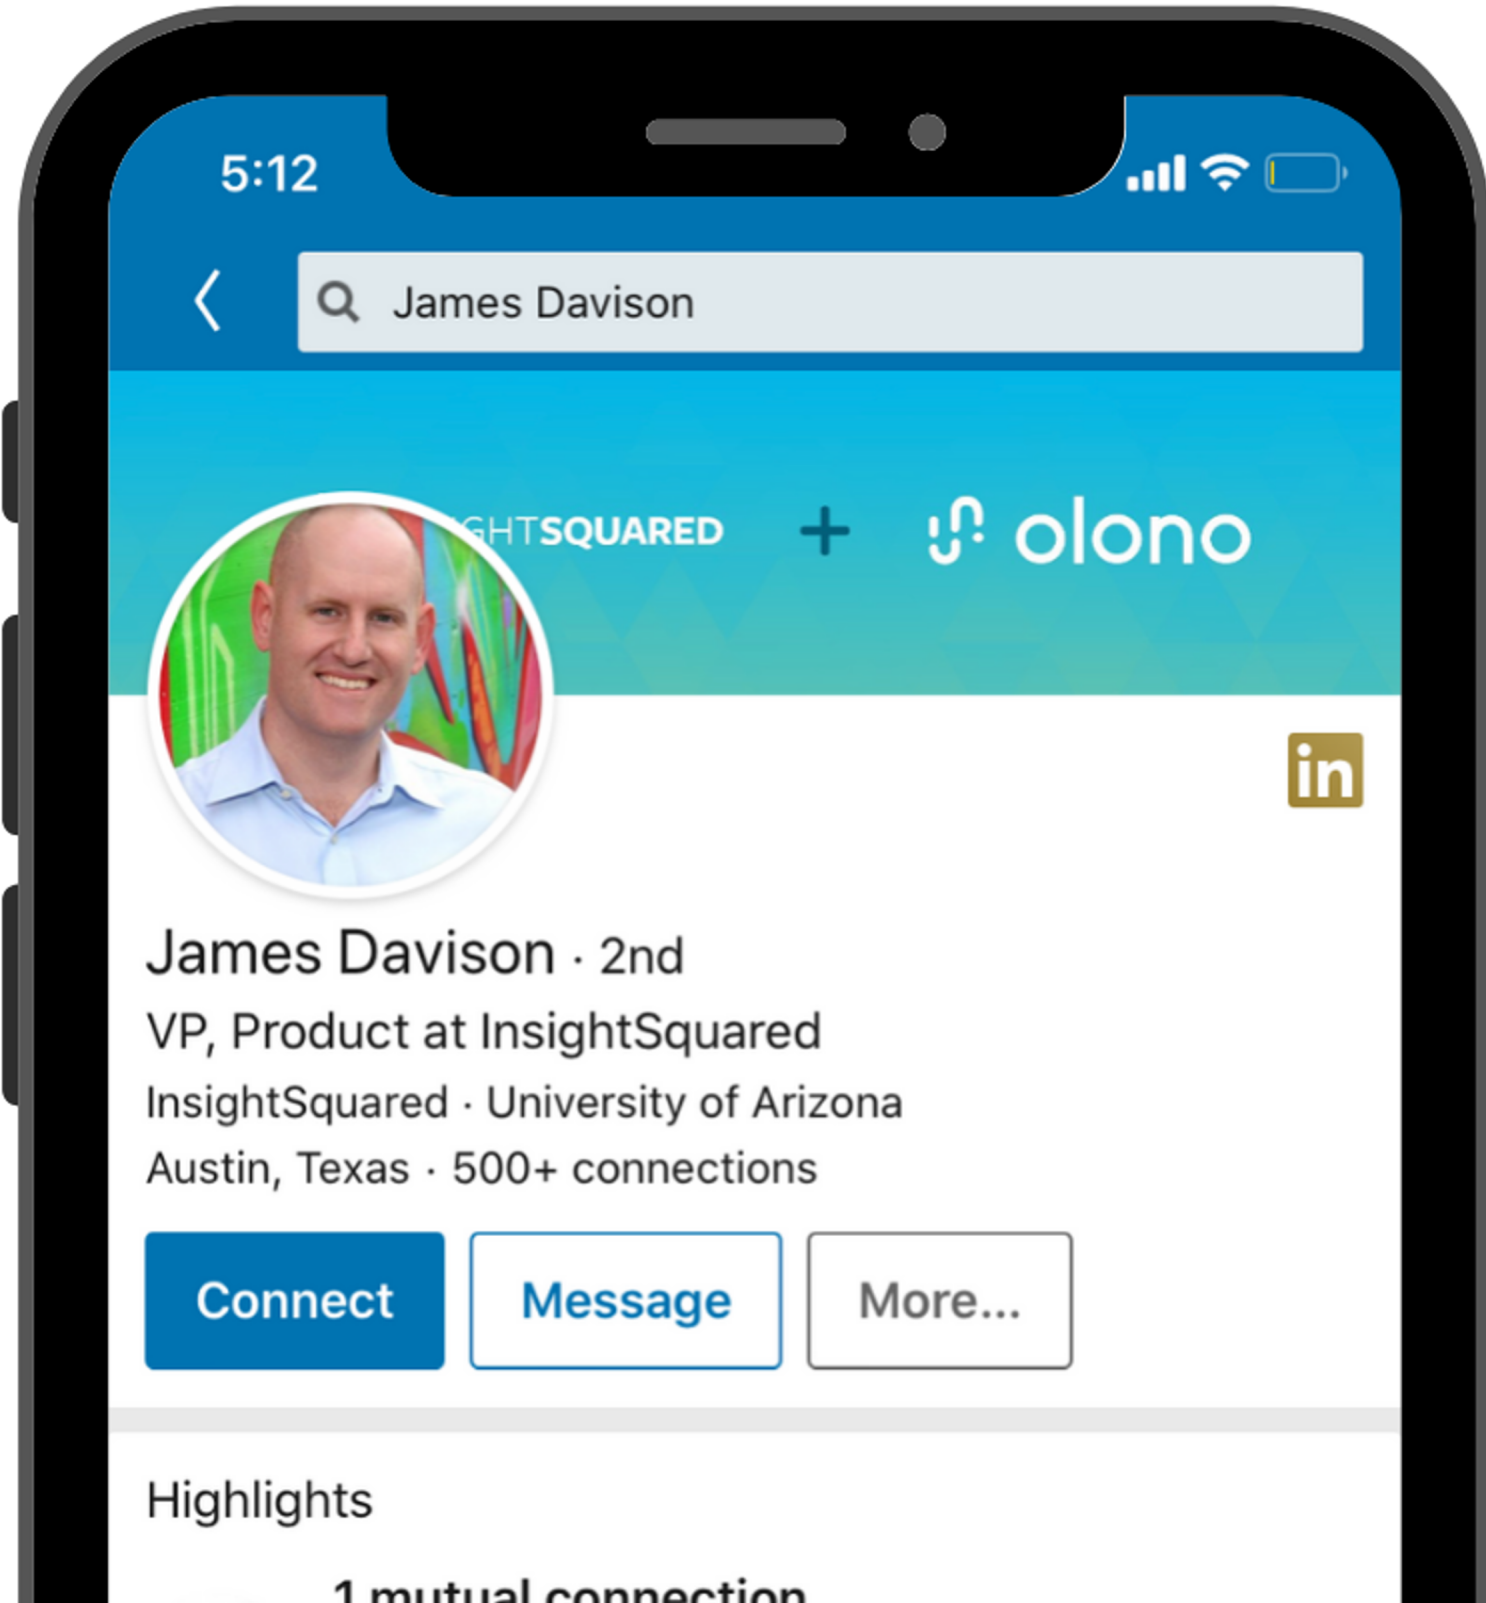 5:12
James Davison
GHTSQUARED + olono
in
James Davison · 2nd
VP, Product at InsightSquared
InsightSquared · University of Arizona
Austin, Texas · 500+ connections
Connect Message More...
Highlights
1 mutual connection